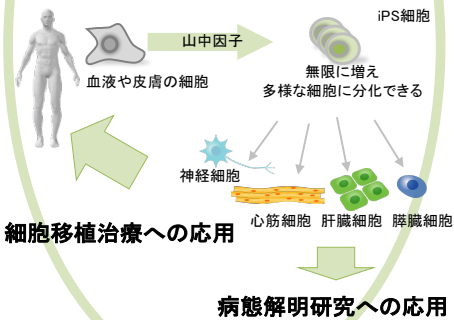 iPS細胞
山中因子
血液や皮膚の細胞
無限に増え
多様な細胞に分化できる
神経細胞
心筋細胞 肝臓細胞 膵臓細胞
細胞移植治療への応用
病態解明研究への応用